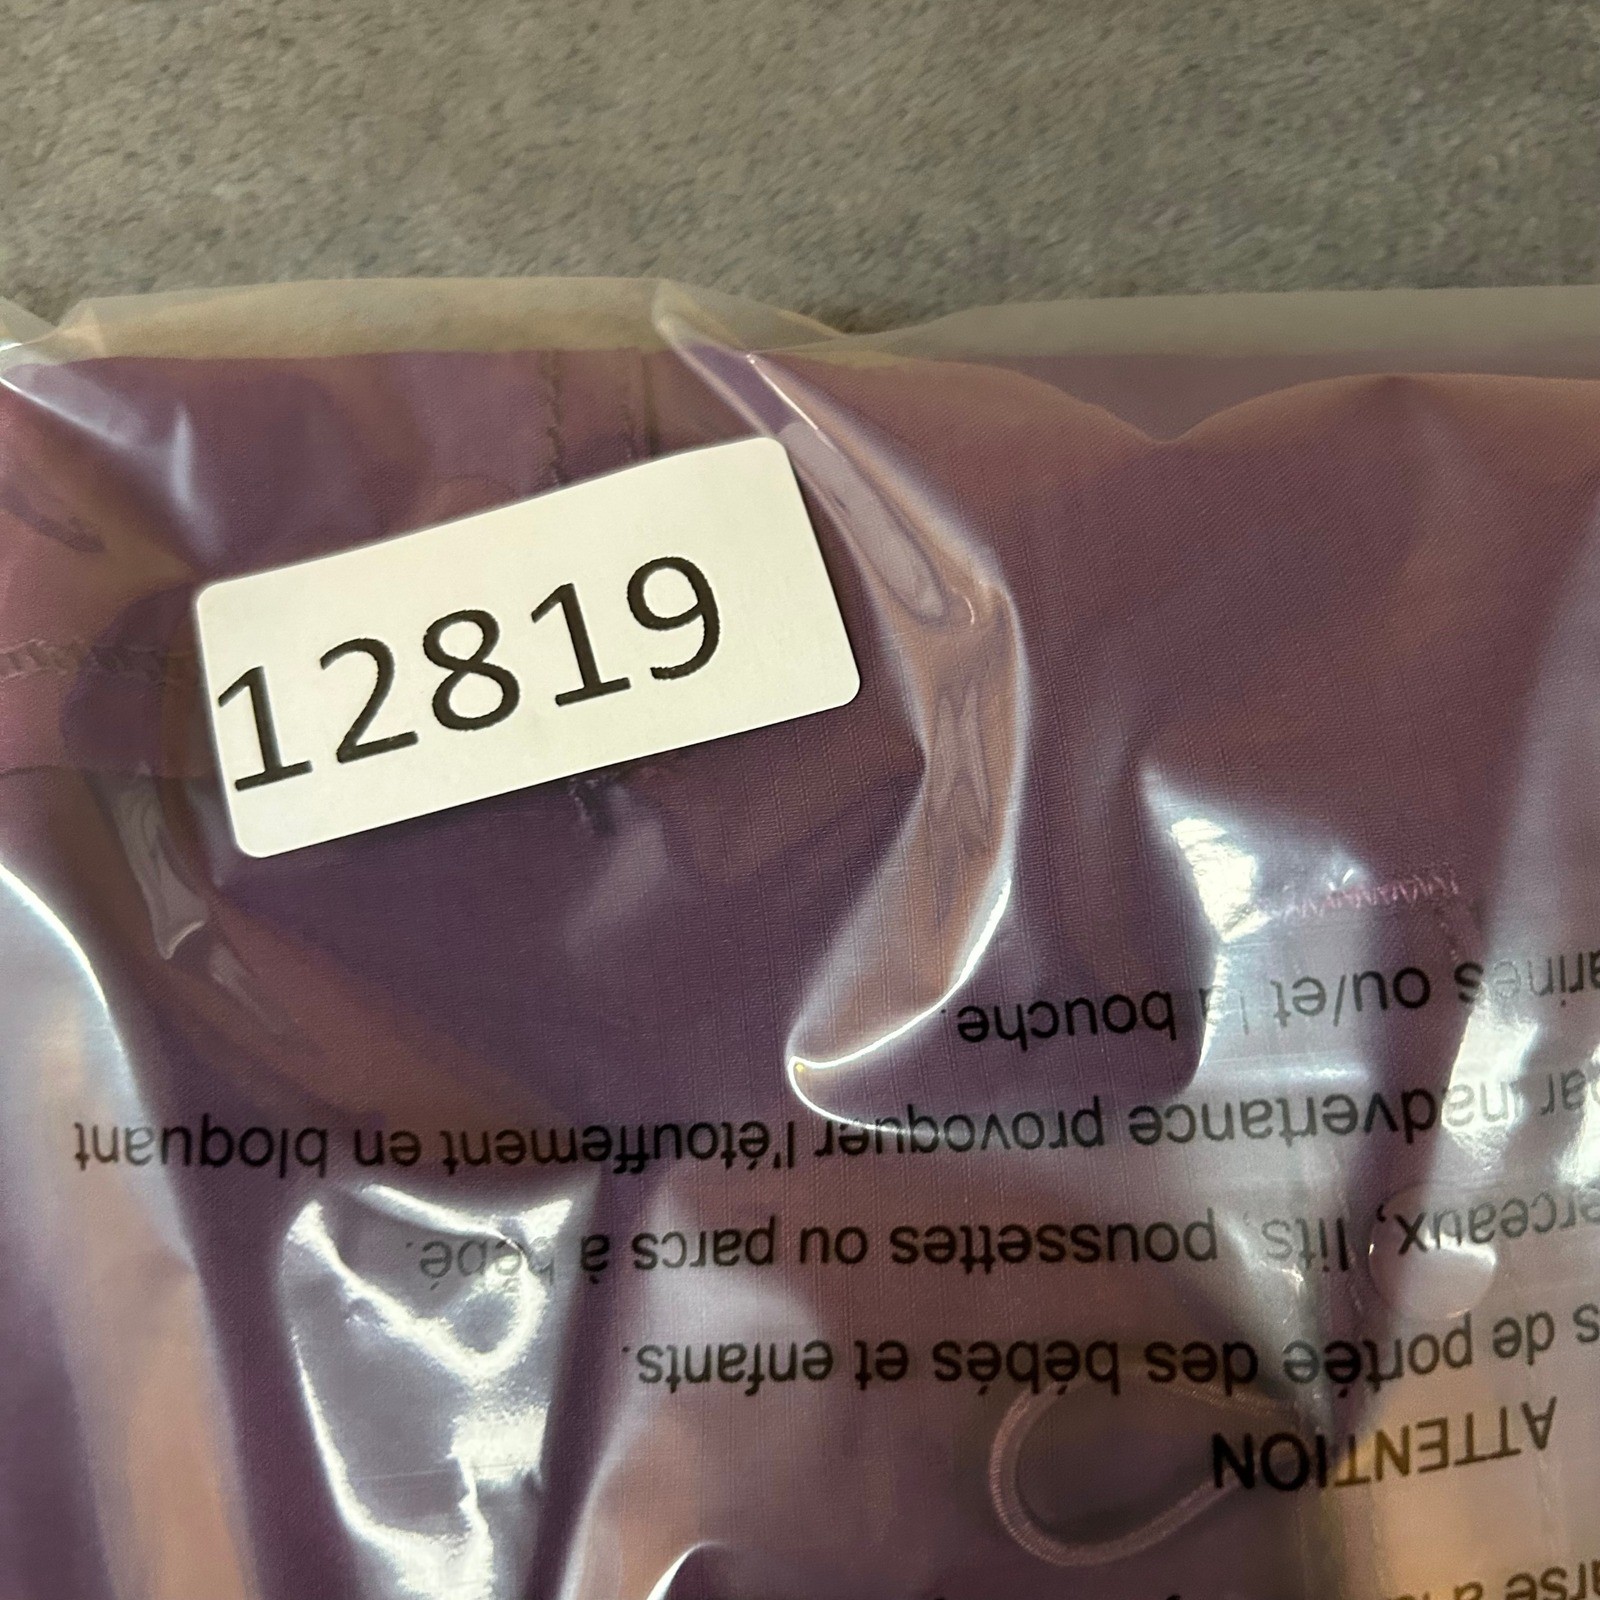 12819
ATTENTION
de portée des bébés et enfants.
lits, poussettes ou parcs à bébé.
inadvertance provoquer l'étouffement en bloquant
ou/et la bouche.